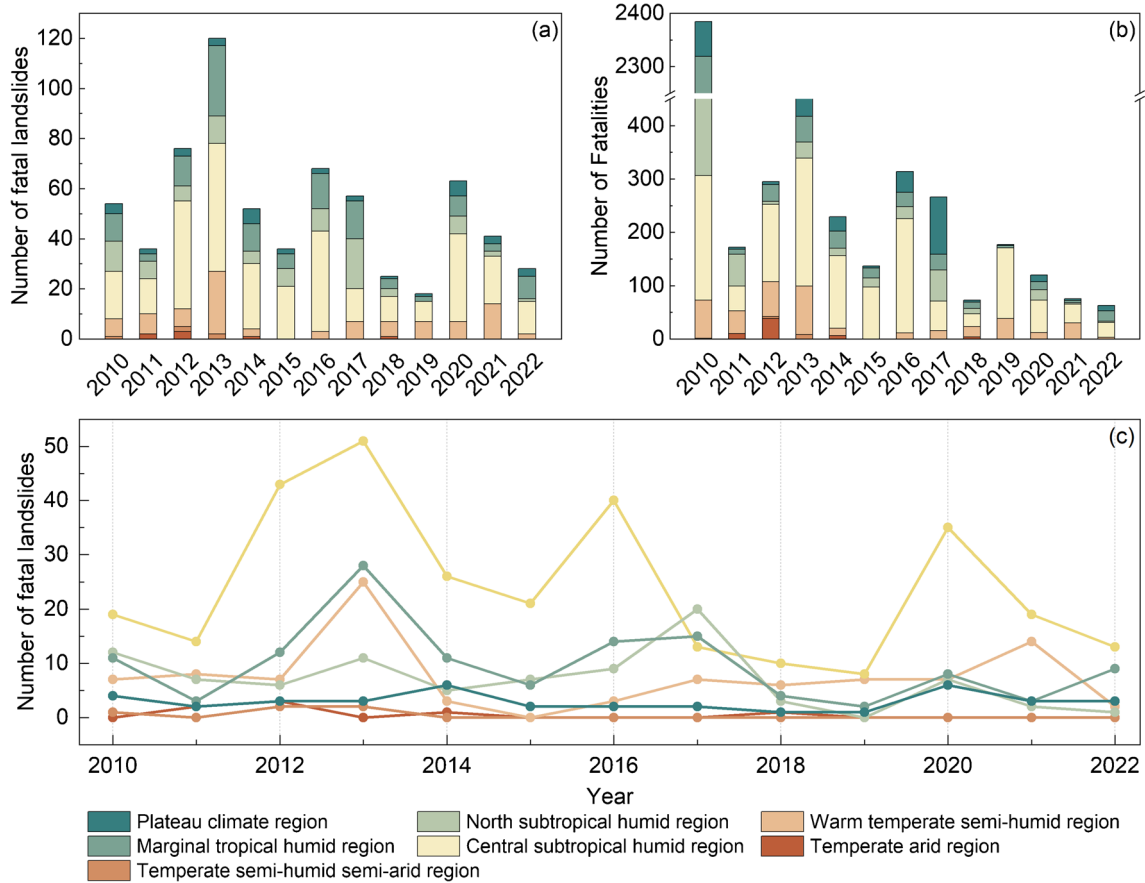 (a)
Number of fatal landslides
120
100
80
60
40
20
0
2010 2011 2012 2013 2014 2015 2016 2017 2018 2019 2020 2021 2022
(b)
Number of Fatalities
2400
2300
400
300
200
100
0
2010 2011 2012 2013 2014 2015 2016 2017 2018 2019 2020 2021 2022
(c)
Number of fatal landslides
50
40
30
20
10
0
2010 2012 2014 2016 2018 2020 2022
Year
Plateau climate region North subtropical humid region Warm temperate semi-humid region
Marginal tropical humid region Central subtropical humid region Temperate arid region
Temperate semi-humid semi-arid region